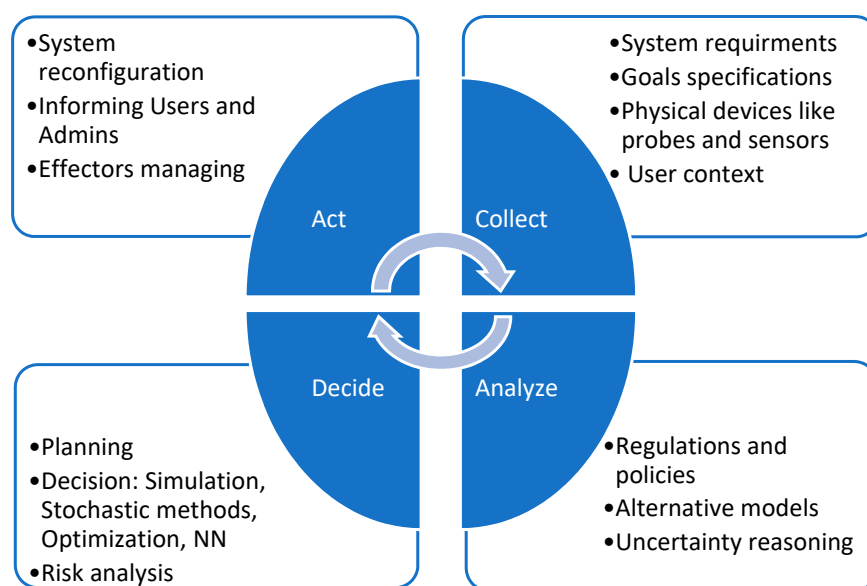 •System
reconfiguration
•Informing Users and
Admins
•Effectors managing
•System requirments
•Goals specifications
•Physical devices like
probes and sensors
• User context
Act
Collect
Decide
Analyze
•Planning
•Decision: Simulation,
Stochastic methods,
Optimization, NN
•Risk analysis
•Regulations and
policies
•Alternative models
•Uncertainty reasoning